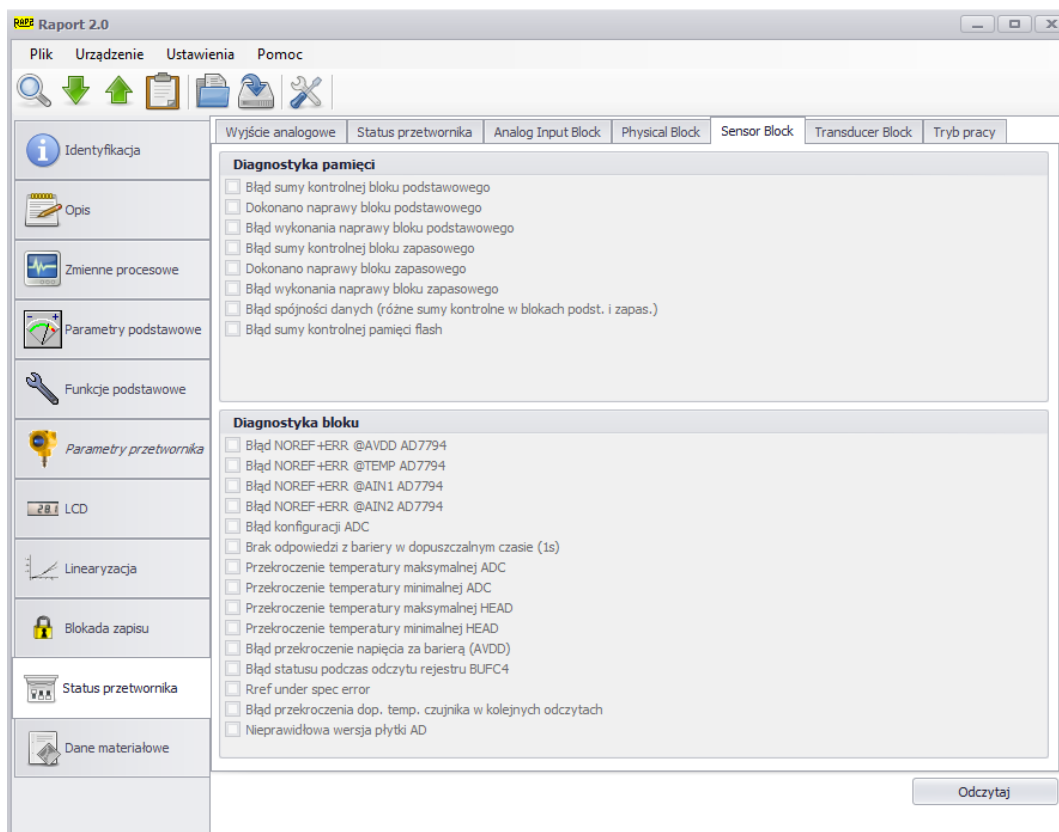 Raport 2.0
Plik Urządzenie Ustawienia Pomoc
Identyfikacja
Opis
Zmienne procesowe
Parametry podstawowe
Funkcje podstawowe
Parametry przetwornika
LCD
Linearyzacja
Blokada zapisu
Status przetwornika
Dane materiałowe
Wyjście analogowe Status przetwornika Analog Input Block Physical Block Sensor Block Transducer Block Tryb pracy
Diagnostyka pamięci
Błąd sumy kontrolnej bloku podstawowego
Dokonano naprawy bloku podstawowego
Błąd wykonania naprawy bloku podstawowego
Błąd sumy kontrolnej bloku zapasowego
Dokonano naprawy bloku zapasowego
Błąd wykonania naprawy bloku zapasowego
Błąd spójności danych (różne sumy kontrolne w blokach podst. i zapas.)
Błąd sumy kontrolnej pamięci flash
Diagnostyka bloku
Błąd NOREF+ERR @AVDD AD7794
Błąd NOREF+ERR @TEMP AD7794
Błąd NOREF+ERR @AIN1 AD7794
Błąd NOREF+ERR @AIN2 AD7794
Błąd konfiguracji ADC
Brak odpowiedzi z bariery w dopuszczalnym czasie (1s)
Przekroczenie temperatury maksymalnej ADC
Przekroczenie temperatury minimalnej ADC
Przekroczenie temperatury maksymalnej HEAD
Przekroczenie temperatury minimalnej HEAD
Błąd przekroczenie napięcia za barierą (AVDD)
Błąd statusu podczas odczytu rejestru BUFC4
Rref under spec error
Błąd przekroczenia dop. temp. czujnika w kolejnych odczytach
Nieprawidłowa wersja płytki AD
Odczytaj